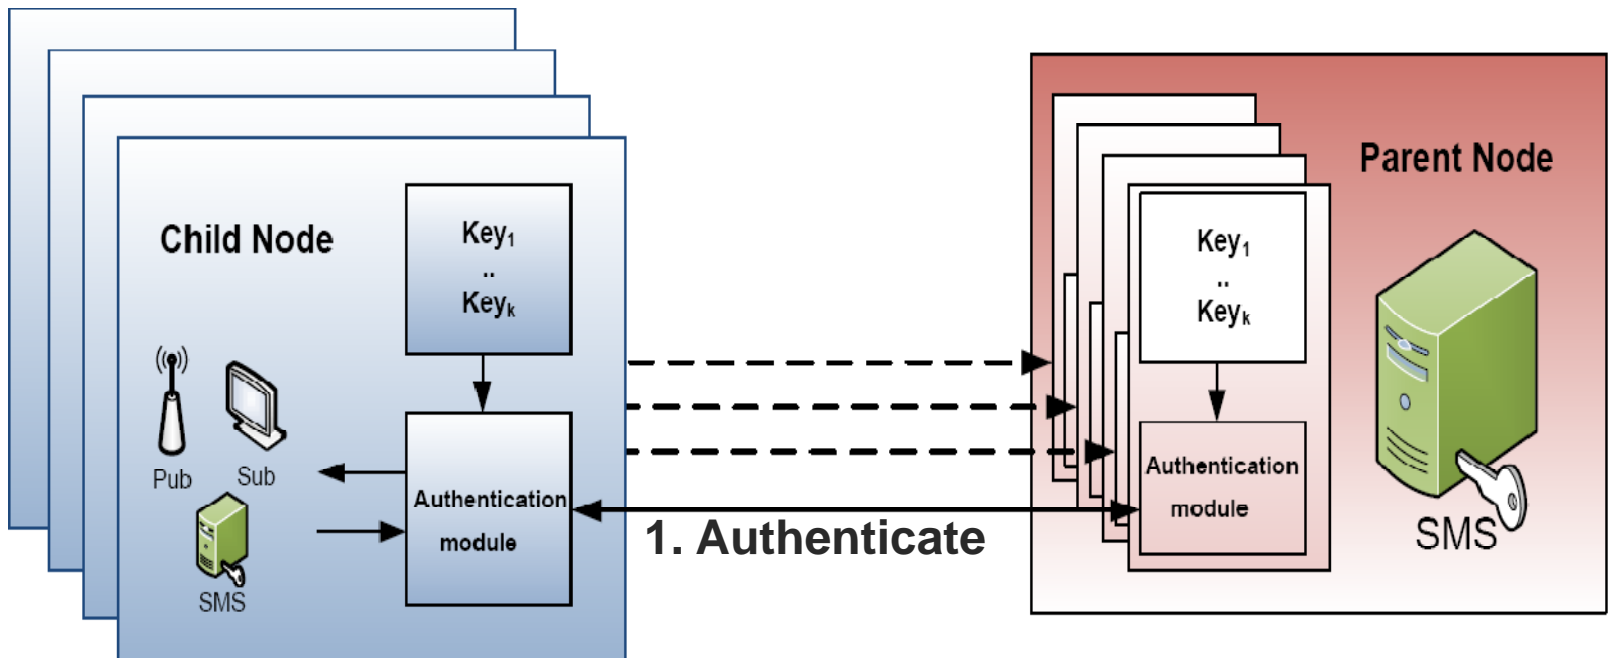 Parent Node
Child Node
Key1
..
Keyk
Key1
..
Keyk
Pub
Sub
SMS
Authentication
module
1. Authenticate
Authentication
module
SMS